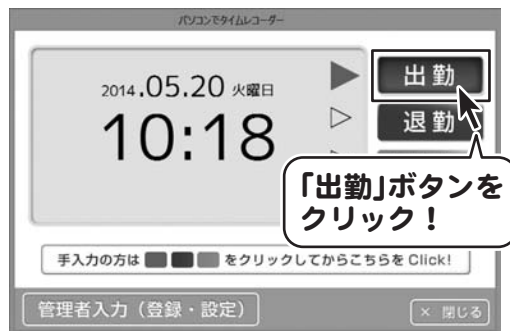 パソコンでタイムレコーダー
2014.05.20 火曜日
10:18
出勤
退勤
「出勤」ボタンを
クリック！
手入力の方は をクリックしてからこちらを Click!
管理者入力（登録・設定）
× 閉じる